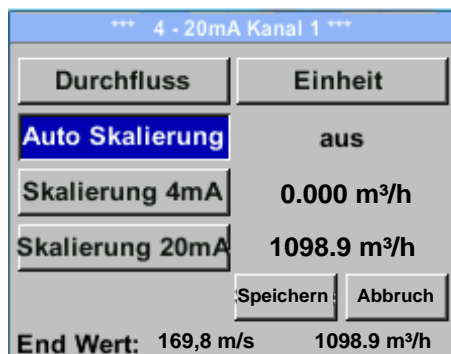 *** 4 - 20mA Kanal 1 ***
Durchfluss Einheit
Auto Skalierung aus
Skalierung 4mA 0.000 m³/h
Skalierung 20mA 1098.9 m³/h
Speichern Abbruch
End Wert: 169,8 m/s 1098.9 m³/h